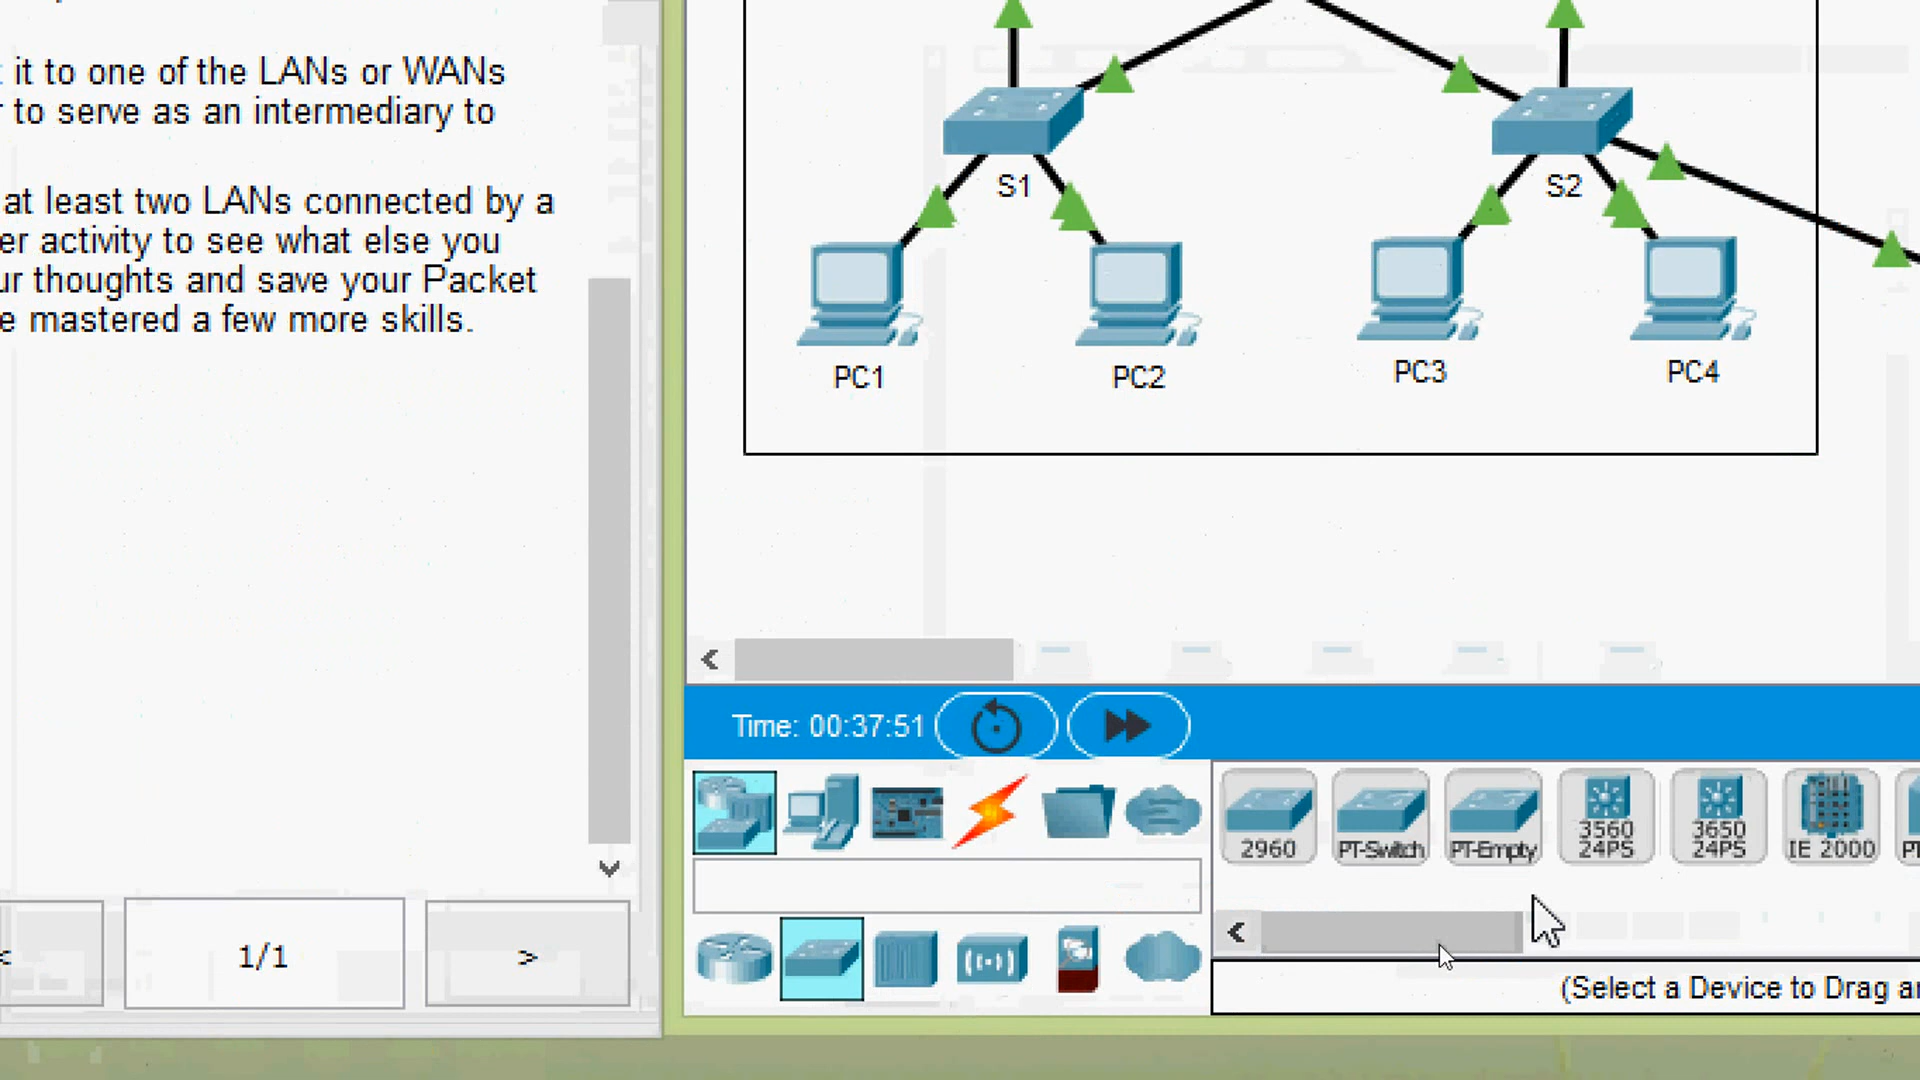 it to one of the LANs or WANs
to serve as an intermediary to
at least two LANs connected by a
er activity to see what else you
ur thoughts and save your Packet
e mastered a few more skills.
S1
S2
PC1
PC2
PC3
PC4
Time: 00:37:51
2960
PT-Switch
PT-Empty
3560
24PS
3650
24PS
IE 2000
PT
<
1/1
>
(Select a Device to Drag an